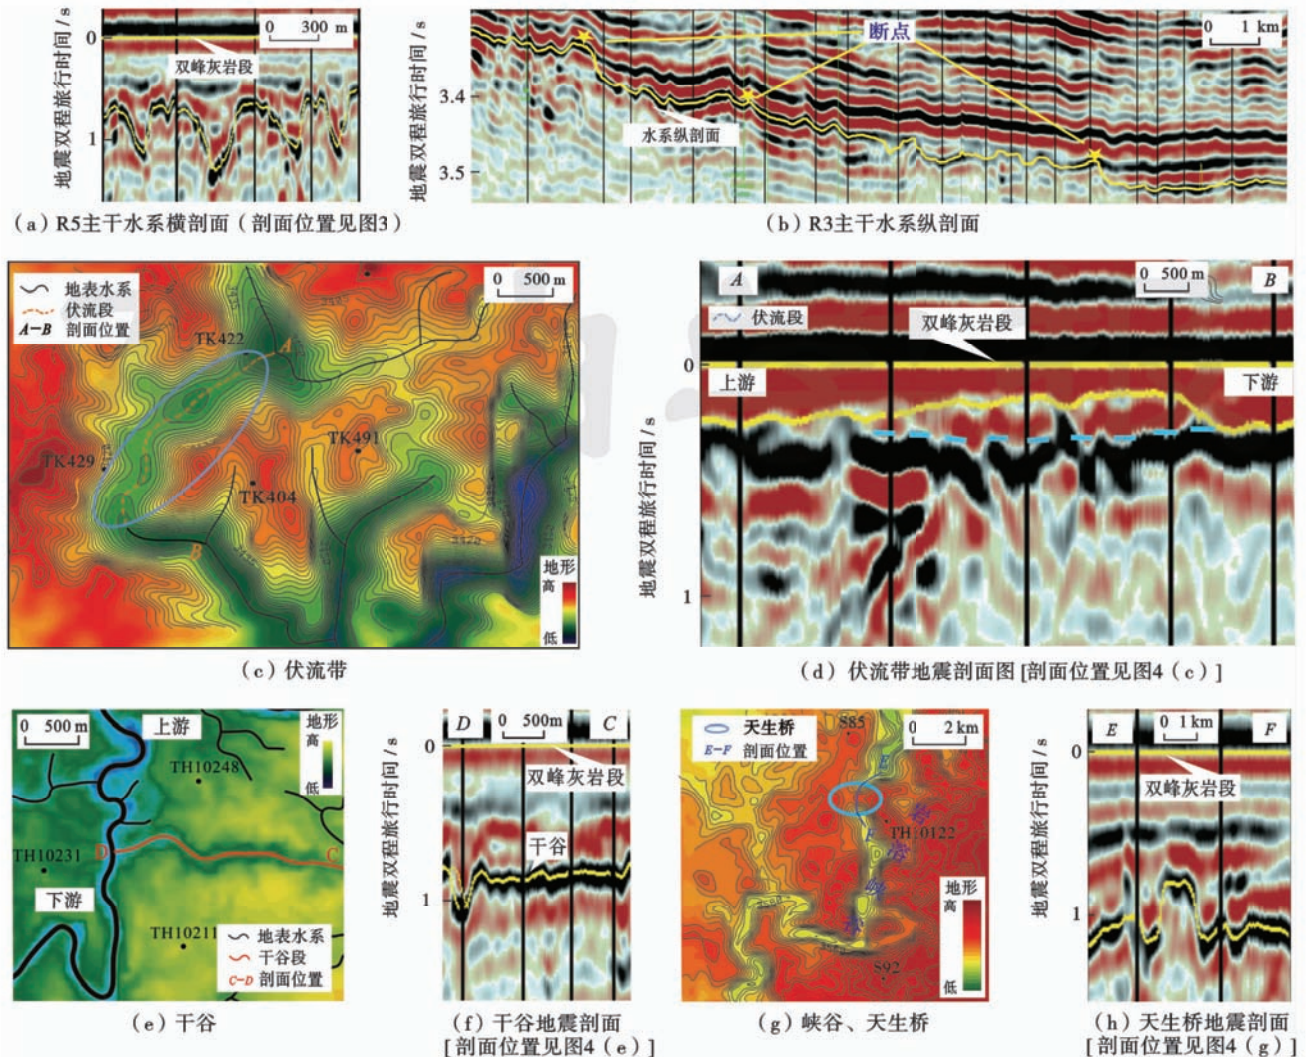 0
1
地震双程旅行时间/s
0 300 m
双峰灰岩段
(a)R5主干水系横剖面(剖面位置见图3)
3.4
3.5
地震双程旅行时间/s
断点
0 1 km
水系纵剖面
(b)R3主干水系纵剖面
地表水系
伏流段
A-B 剖面位置
0 500 m
TK422
A
TK491
TK429
TK404
B
地形
高
低
(c)伏流带
地震双程旅行时间/s
0
1
A
0 500 m
B
伏流段
双峰灰岩段
上游
下游
(d)伏流带地震剖面图[剖面位置见图4(c)]
0 500 m
上游
地形
高
低
TH10248
D
C
TH10231
下游
TH10211
地表水系
干谷段
C-D 剖面位置
(e)干谷
地震双程旅行时间/s
0
1
D
0 500m
C
双峰灰岩段
干谷
(f)干谷地震剖面
[剖面位置见图4(e)]
天生桥
E-F 剖面位置
S85
0 2 km
E
TH10122
F
岩
溶
峡
谷
S92
地形
高
低
(g)峡谷、天生桥
地震双程旅行时间/s
0
1
E
0 1 km
F
双峰灰岩段
(h)天生桥地震剖面
[剖面位置见图4(g)]